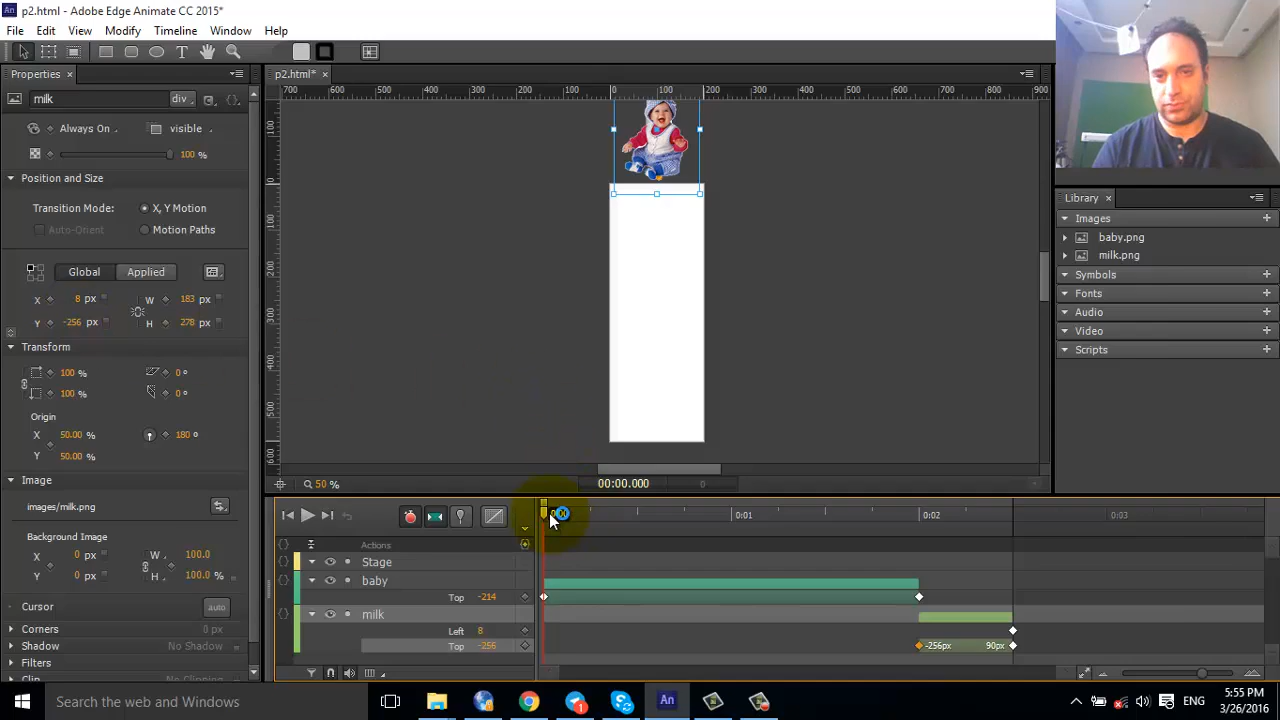 An p2.html* - Adobe Edge Animate CC 2015*
File Edit View Modify Timeline Window Help
T
Properties × p2.html* ×
700 600 500 400 300 200 100 0 100 200 300 400 500 600 700 800 900
milk div {}
Always On visible
100 %
Position and Size
Transition Mode: X, Y Motion
Auto-Orient Motion Paths
Global Applied
X 8 px W 183 px
Y -256 px H 278 px
Transform
100 % 0°
100 % 0°
Origin
X 50.00 % 180°
Y 50.00 %
Image
images/milk.png
Background Image
X 0 px W 100.0
Y 0 px H 100.0 %
Cursor auto
Corners 0 px
Shadow No Shadow
Filters
100
0
100
200
300
400
500
600
50 % 00:00.000 0
Library ×
Images +
baby.png
milk.png
Symbols +
Fonts +
Audio +
Video +
Scripts +
0:01 0:02 0:03
{} Actions {}
{} Stage
{} baby
Top -214
{} milk
Left 8
Top -256 -256px 90px
Search the web and Windows
An
ENG
5:55 PM
3/26/2016